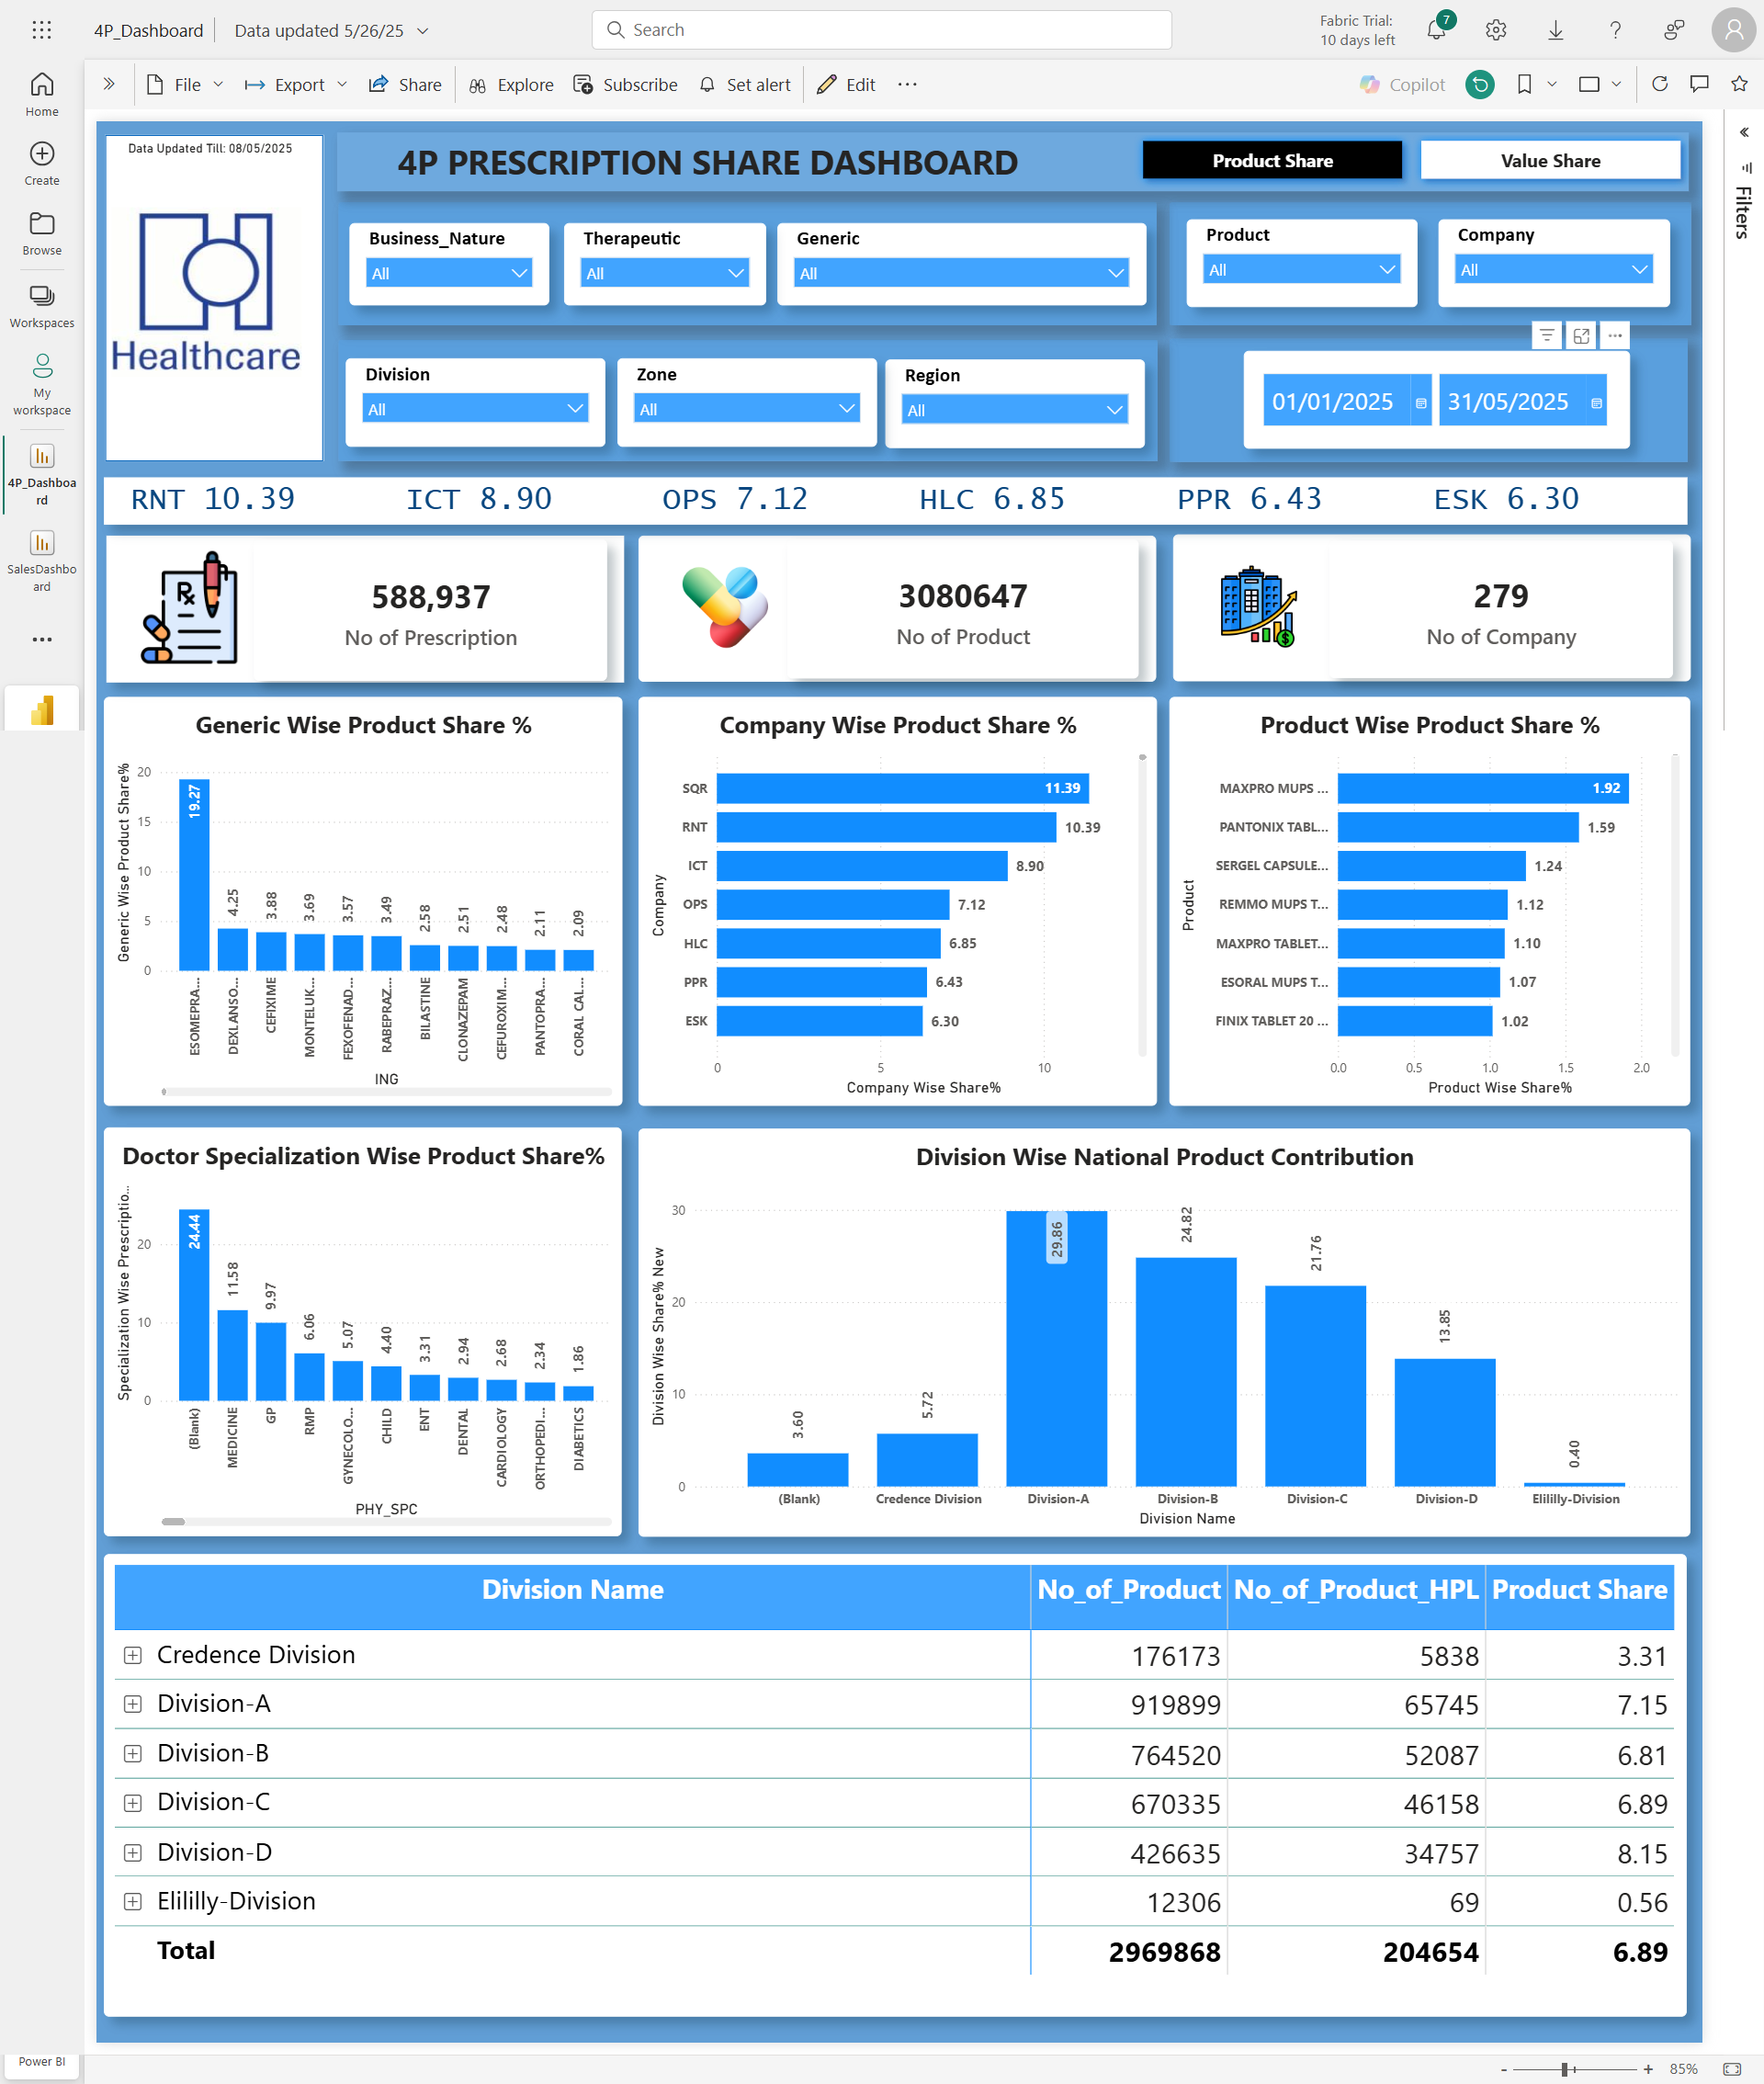 4P_Dashboard
Data updated 5/26/25
Search
Fabric Trial:
10 days left
7
Home
Create
Browse
Workspaces
My
workspace
4P_Dashboa
rd
SalesDashbo
ard
Power BI
File
Export
Share
Explore
Subscribe
Set alert
Edit
Copilot
Filters
Data Updated Till: 08/05/2025
Healthcare
4P PRESCRIPTION SHARE DASHBOARD
Product Share
Value Share
Business_Nature
All
Therapeutic
All
Generic
All
Product
All
Company
All
Division
All
Zone
All
Region
All
01/01/2025
31/05/2025
RNT 10.39
ICT 8.90
OPS 7.12
HLC 6.85
PPR 6.43
ESK 6.30
Rx
588,937
No of Prescription
3080647
No of Product
279
No of Company
Generic Wise Product Share %
Generic Wise Product Share%
20
15
10
5
0
19.27
4.25
3.88
3.69
3.57
3.49
2.58
2.51
2.48
2.11
2.09
ESOMEPRA...
DEXLANSO...
CEFIXIME
MONTELUK...
FEXOFENAD...
RABEPRAZ...
BILASTINE
CLONAZEPAM
CEFUROXIM...
PANTOPRA...
CORAL CAL...
ING
Company Wise Product Share %
Company
SQR 11.39
RNT 10.39
ICT 8.90
OPS 7.12
HLC 6.85
PPR 6.43
ESK 6.30
0 5 10
Company Wise Share%
Product Wise Product Share %
Product
MAXPRO MUPS ... 1.92
PANTONIX TABL... 1.59
SERGEL CAPSULE... 1.24
REMMO MUPS T... 1.12
MAXPRO TABLET... 1.10
ESORAL MUPS T... 1.07
FINIX TABLET 20 ... 1.02
0.0 0.5 1.0 1.5 2.0
Product Wise Share%
Doctor Specialization Wise Product Share%
Specialization Wise Prescriptio...
20
10
0
24.44
11.58
9.97
6.06
5.07
4.40
3.31
2.94
2.68
2.34
1.86
(Blank)
MEDICINE
GP
RMP
GYNECOLO...
CHILD
ENT
DENTAL
CARDIOLOGY
ORTHOPEDI...
DIABETICS
PHY_SPC
Division Wise National Product Contribution
Division Wise Share% New
30
20
10
0
3.60
5.72
29.86
24.82
21.76
13.85
0.40
(Blank)
Credence Division
Division-A
Division-B
Division-C
Division-D
Elililly-Division
Division Name
Division Name No_of_Product No_of_Product_HPL Product Share
Credence Division 176173 5838 3.31
Division-A 919899 65745 7.15
Division-B 764520 52087 6.81
Division-C 670335 46158 6.89
Division-D 426635 34757 8.15
Elililly-Division 12306 69 0.56
Total 2969868 204654 6.89
- + 85%